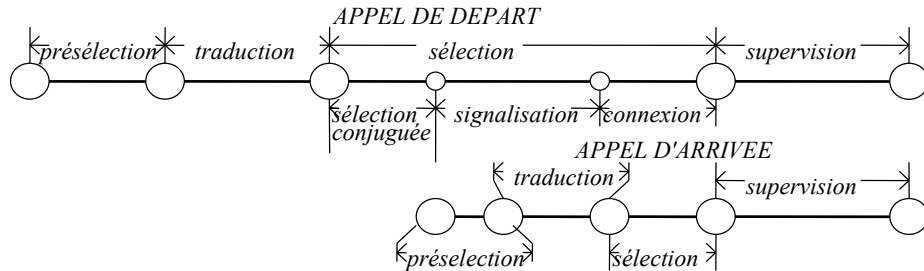 APPEL DE DEPART
présélection traduction sélection supervision
sélection signalisation connexion
conjuguée
APPEL D'ARRIVEE
traduction supervision
préselection sélection